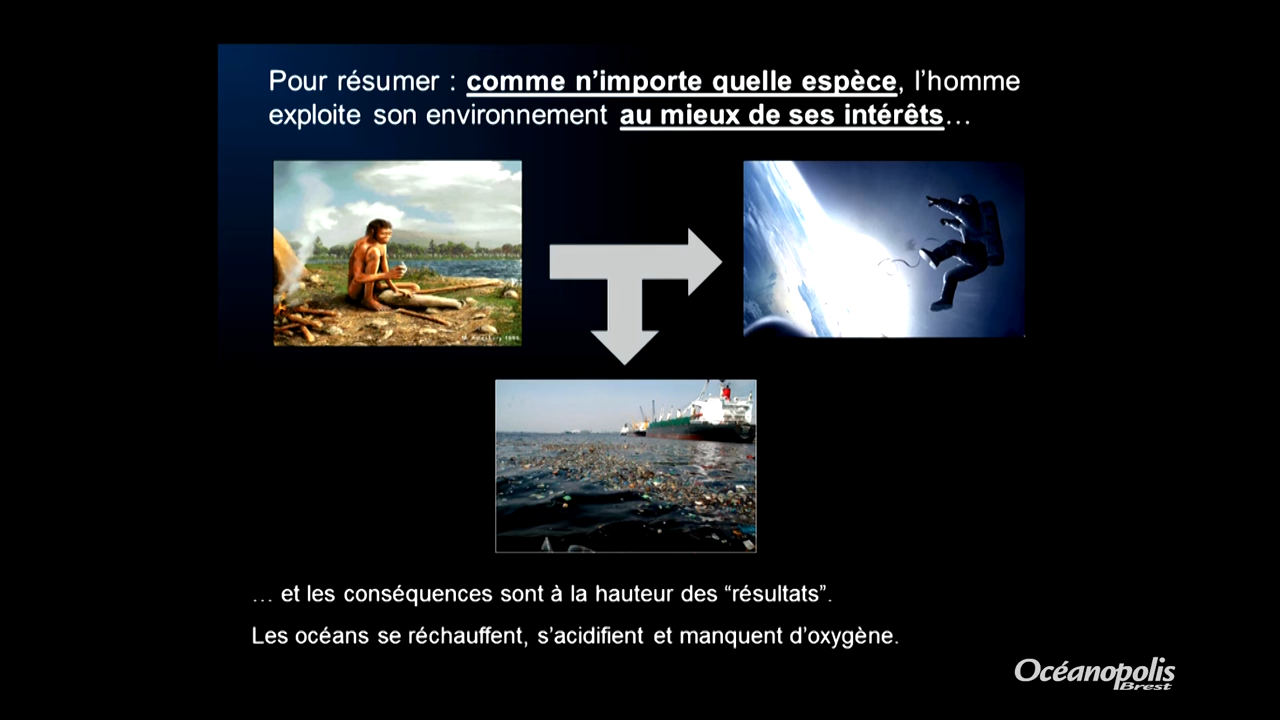 Pour résumer : comme n’importe quelle espèce, l’homme
exploite son environnement au mieux de ses intérêts…
… et les conséquences sont à la hauteur des “résultats”.
Les océans se réchauffent, s’acidifient et manquent d’oxygène.
Océanopolis
Brest